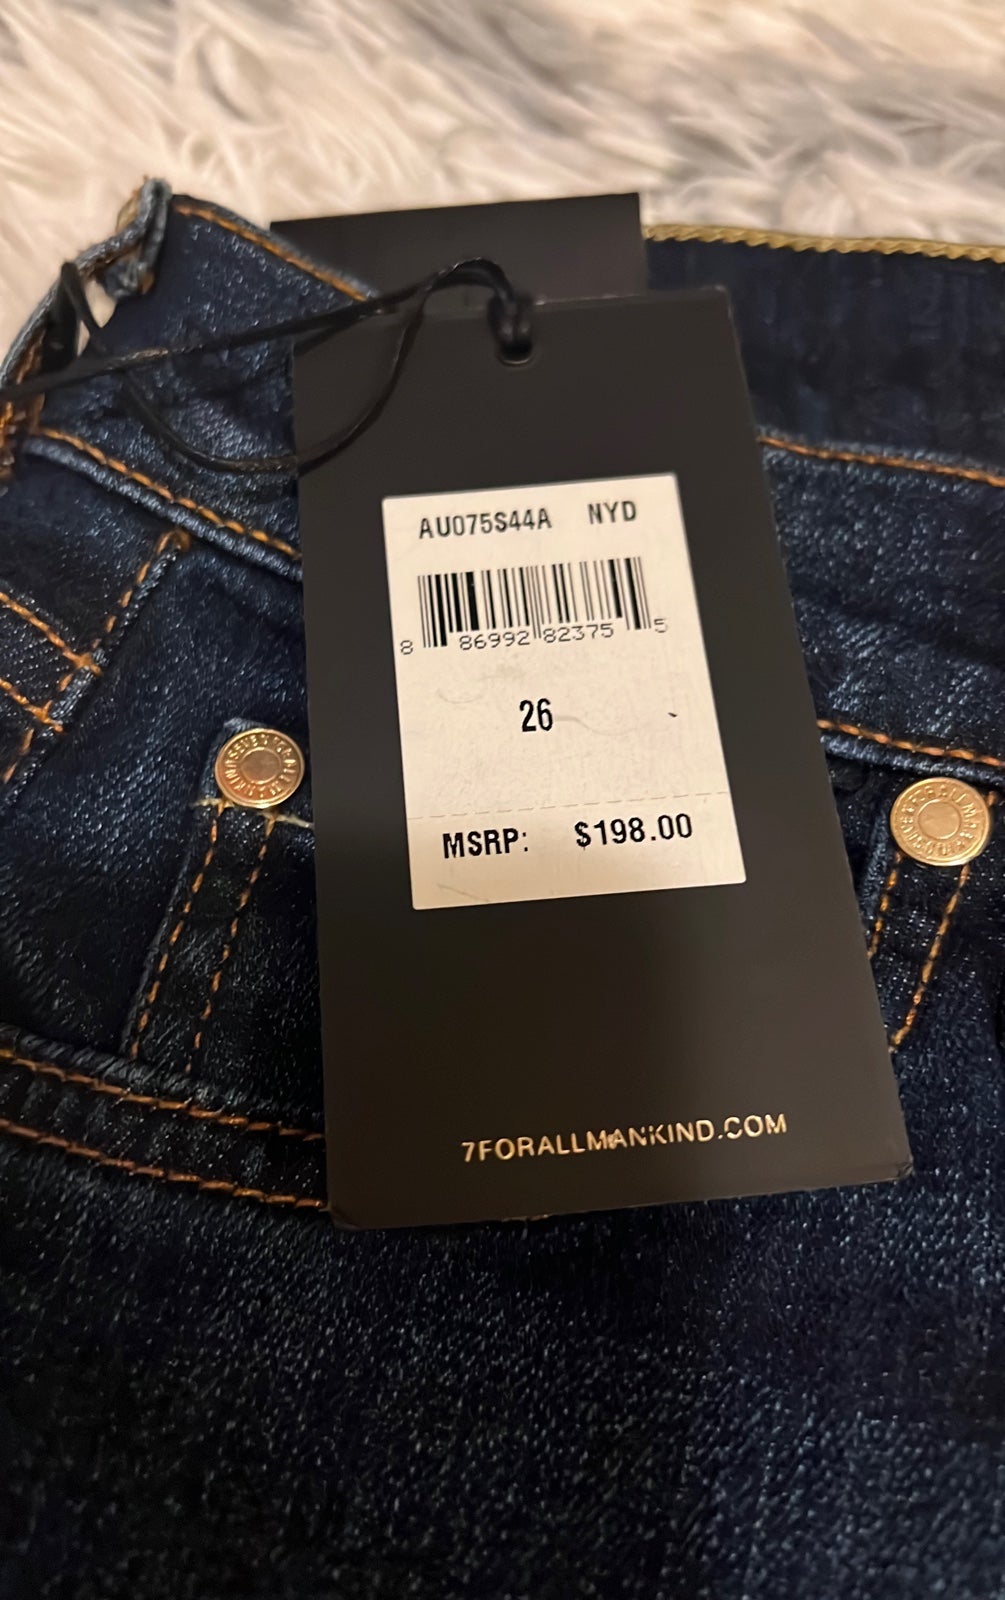 AU075S44A NYD
8 86992 82375 5
26
MSRP: $198.00
7FORALLMANKIND.COM